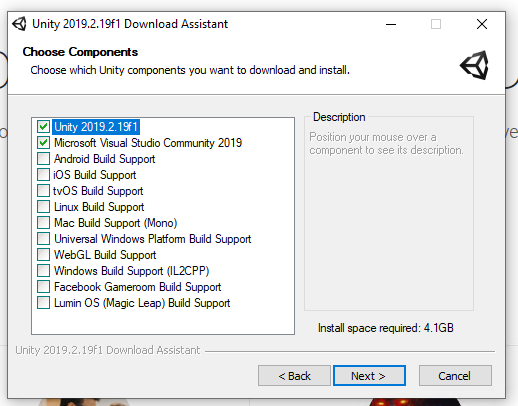 Unity 2019.2.19f1 Download Assistant
Choose Components
Choose which Unity components you want to download and install.
Unity 2019.2.19f1
Microsoft Visual Studio Community 2019
Android Build Support
iOS Build Support
tvOS Build Support
Linux Build Support
Mac Build Support (Mono)
Universal Windows Platform Build Support
WebGL Build Support
Windows Build Support (IL2CPP)
Facebook Gameroom Build Support
Lumin OS (Magic Leap) Build Support
Description
Position your mouse over a
component to see its description.
Install space required: 4.1GB
Unity 2019.2.19f1 Download Assistant
< Back
Next >
Cancel